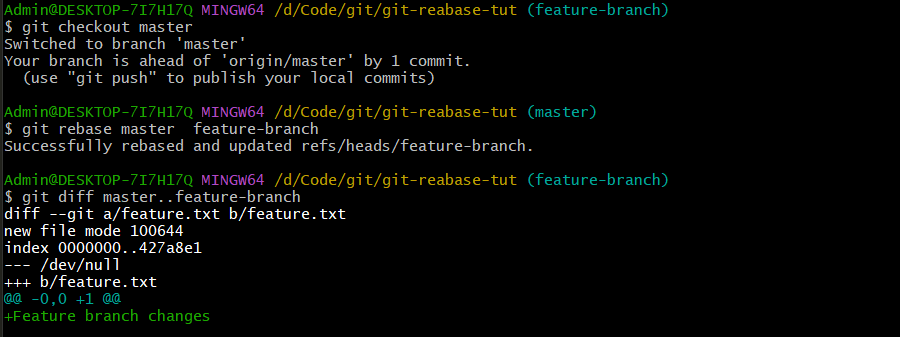 Admin@DESKTOP-7I7H17Q MINGW64 /d/Code/git/git-reabase-tut (feature-branch)
$ git checkout master
Switched to branch 'master'
Your branch is ahead of 'origin/master' by 1 commit.
  (use "git push" to publish your local commits)

Admin@DESKTOP-7I7H17Q MINGW64 /d/Code/git/git-reabase-tut (master)
$ git rebase master  feature-branch
Successfully rebased and updated refs/heads/feature-branch.

Admin@DESKTOP-7I7H17Q MINGW64 /d/Code/git/git-reabase-tut (feature-branch)
$ git diff master..feature-branch
diff --git a/feature.txt b/feature.txt
new file mode 100644
index 0000000..427a8e1
--- /dev/null
+++ b/feature.txt
@@ -0,0 +1 @@
+Feature branch changes